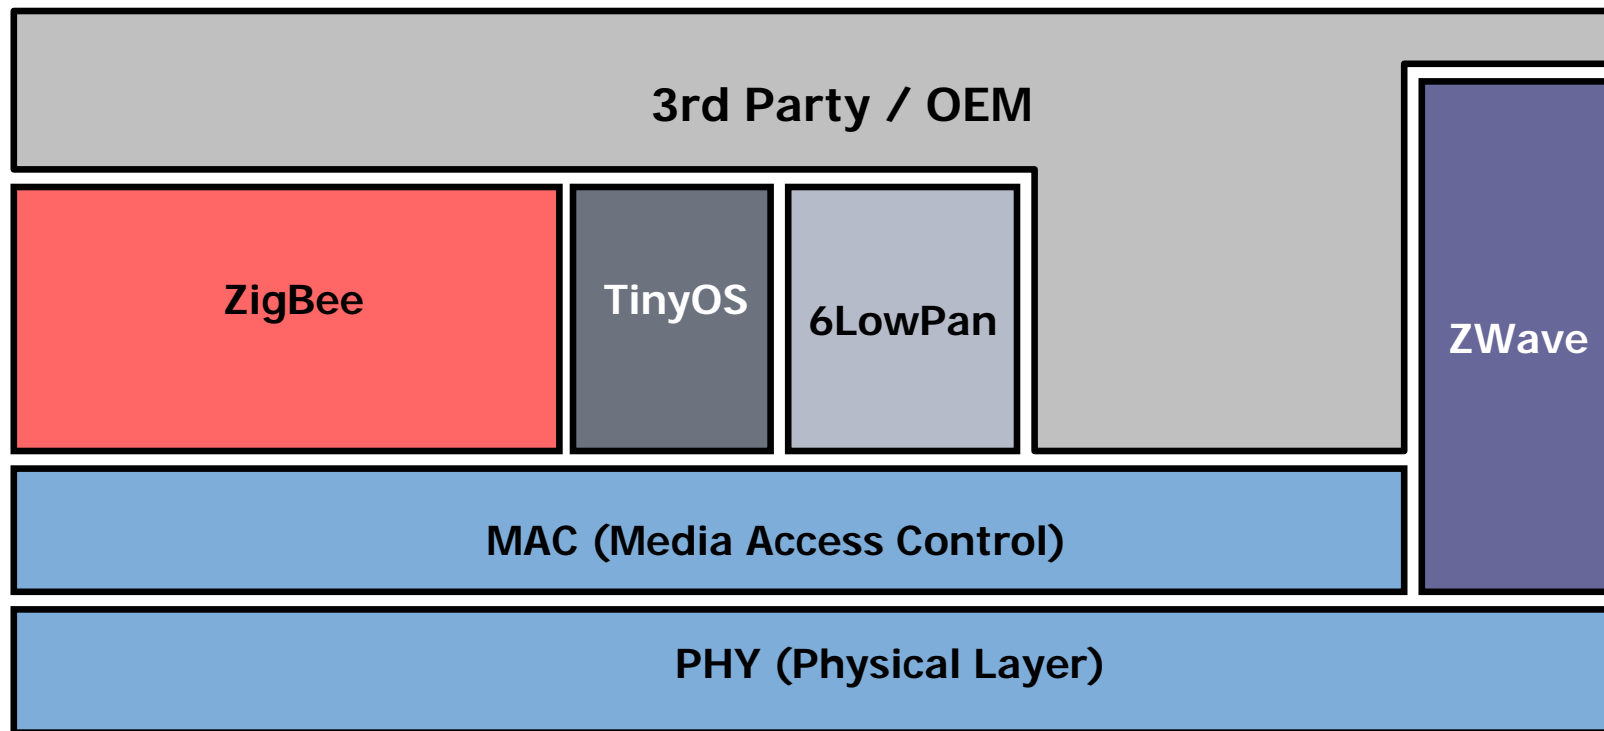 3rd Party / OEM
ZigBee
TinyOS
6LowPan
ZWave
MAC (Media Access Control)
PHY (Physical Layer)